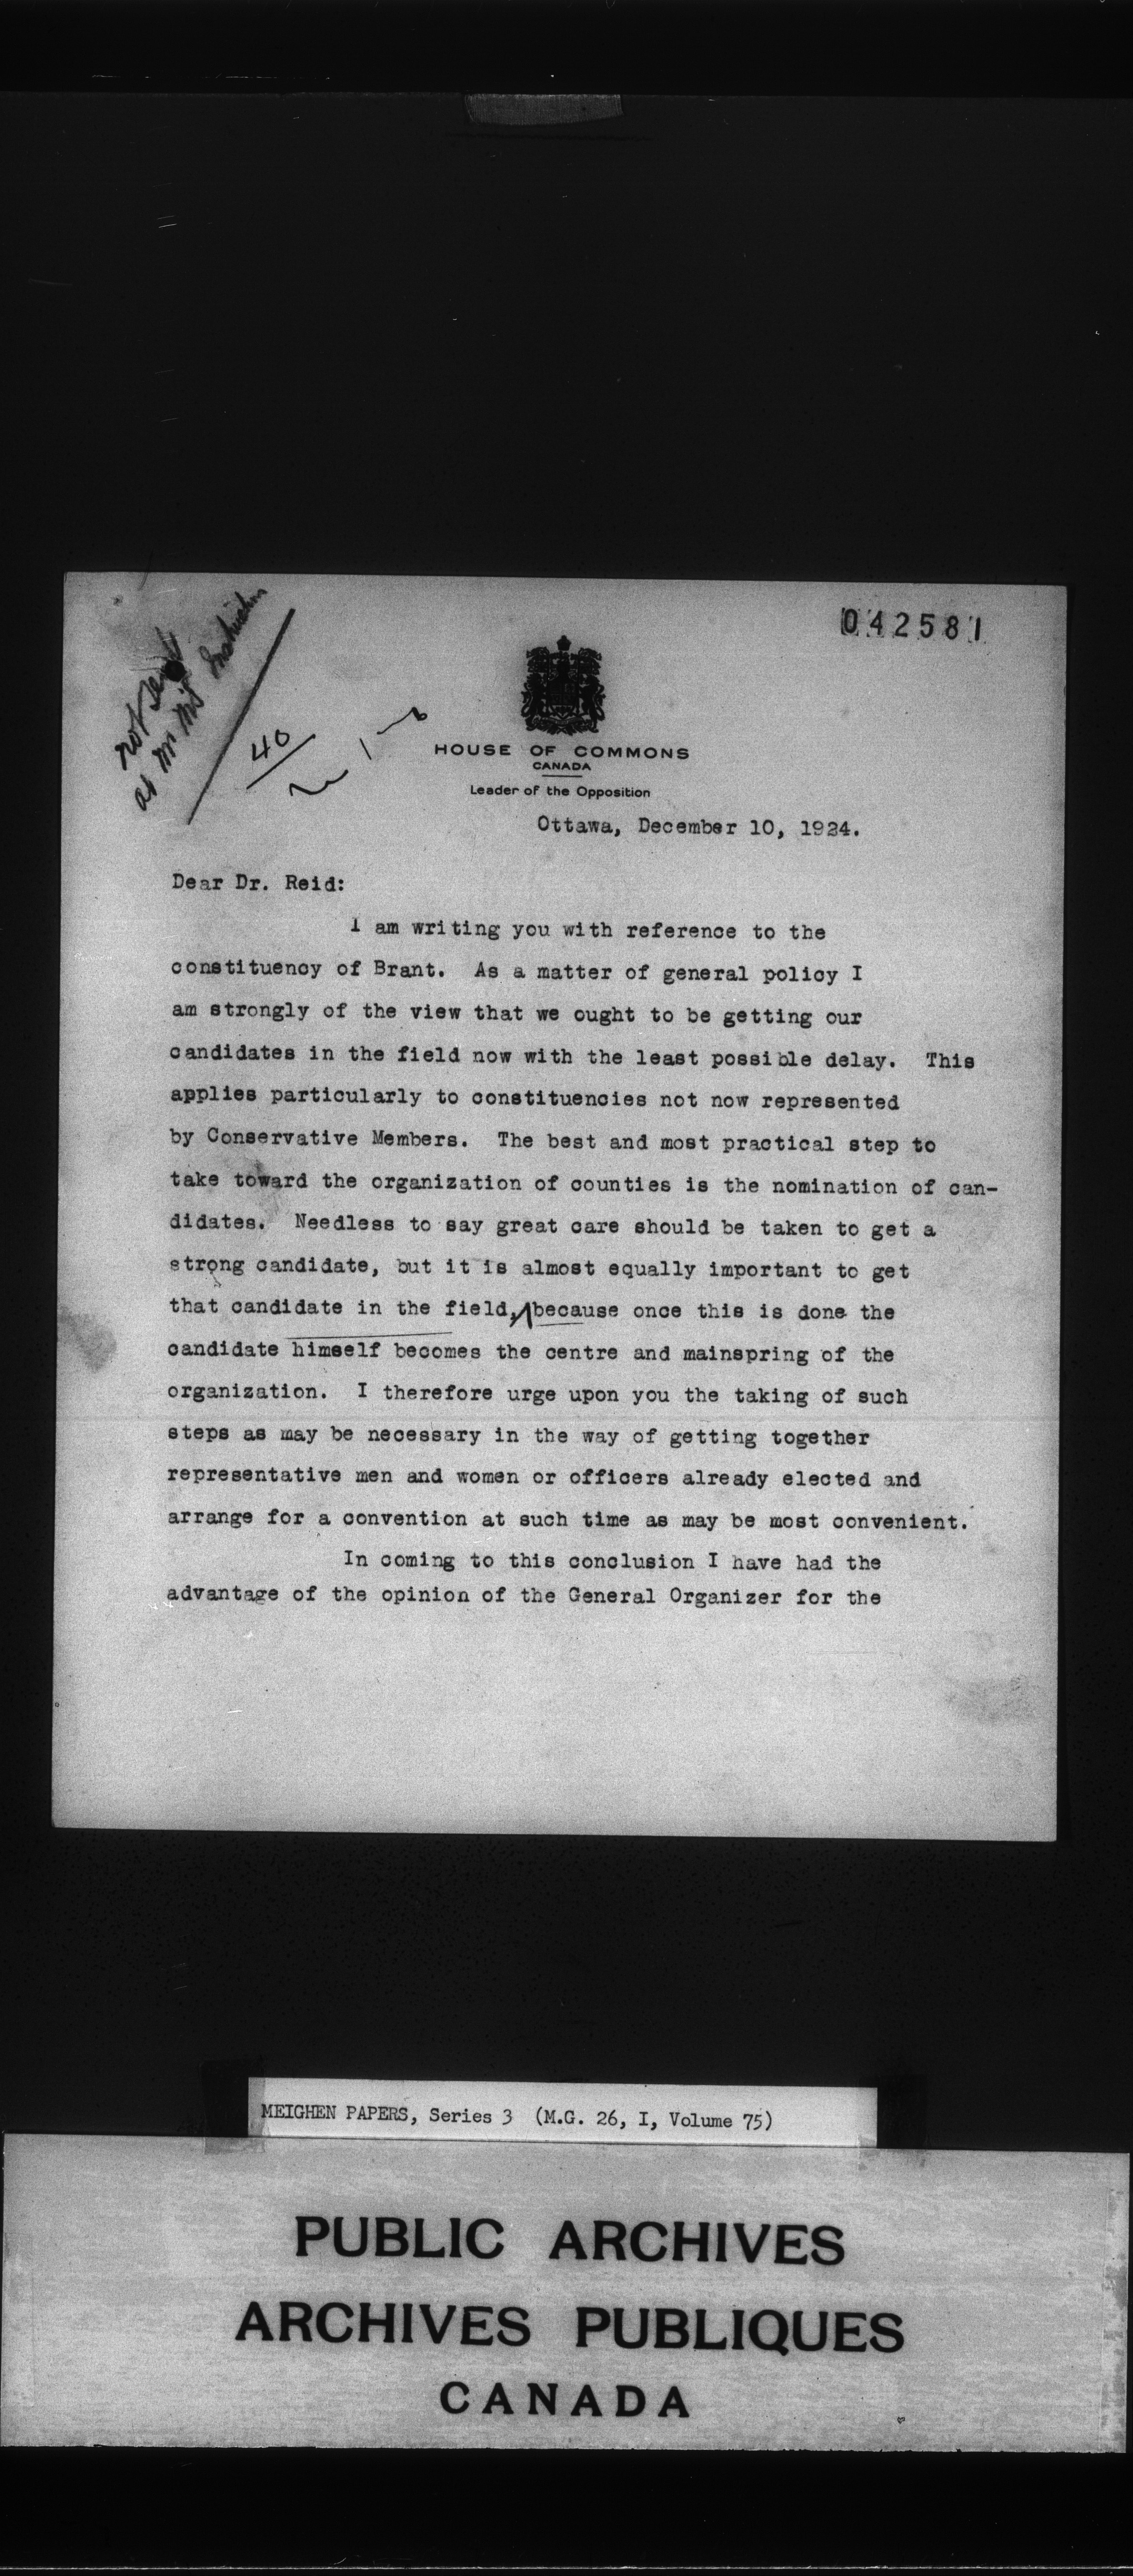 042581
not sent
as Mr
40
HOUSE OF COMMONS
CANADA
Leader of the Opposition
Ottawa, December 10, 1924.
Dear Dr. Reid:
I am writing you with reference to the
constituency of Brant. As a matter of general policy I
am strongly of the view that we ought to be getting our
candidates in the field now with the least possible delay. This
applies particularly to constituencies not now represented
by Conservative Members. The best and most practical step to
take toward the organization of counties is the nomination of can-
didates. Needless to say great care should be taken to get a
strong candidate, but it is almost equally important to get
that candidate in the field, because once this is done the
candidate himself becomes the centre and mainspring of the
organization. I therefore urge upon you the taking of such
steps as may be necessary in the way of getting together
representative men and women or officers already elected and
arrange for a convention at such time as may be most convenient.
In coming to this conclusion I have had the
advantage of the opinion of the General Organizer for the
MEIGHEN PAPERS, Series 3 (M.G. 26, I, Volume 75)
PUBLIC ARCHIVES
ARCHIVES PUBLIQUES
CANADA